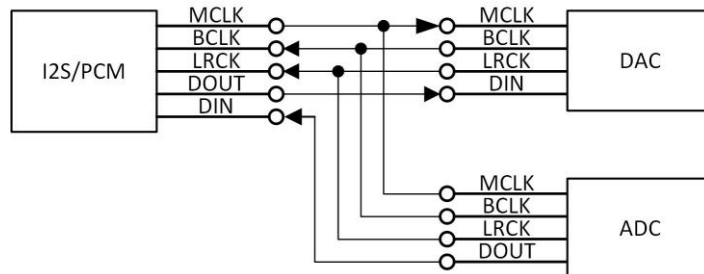 I2S/PCM
MCLK
BCLK
LRCK
DOUT
DIN
MCLK
BCLK
LRCK
DIN
DAC
MCLK
BCLK
LRCK
DOUT
ADC